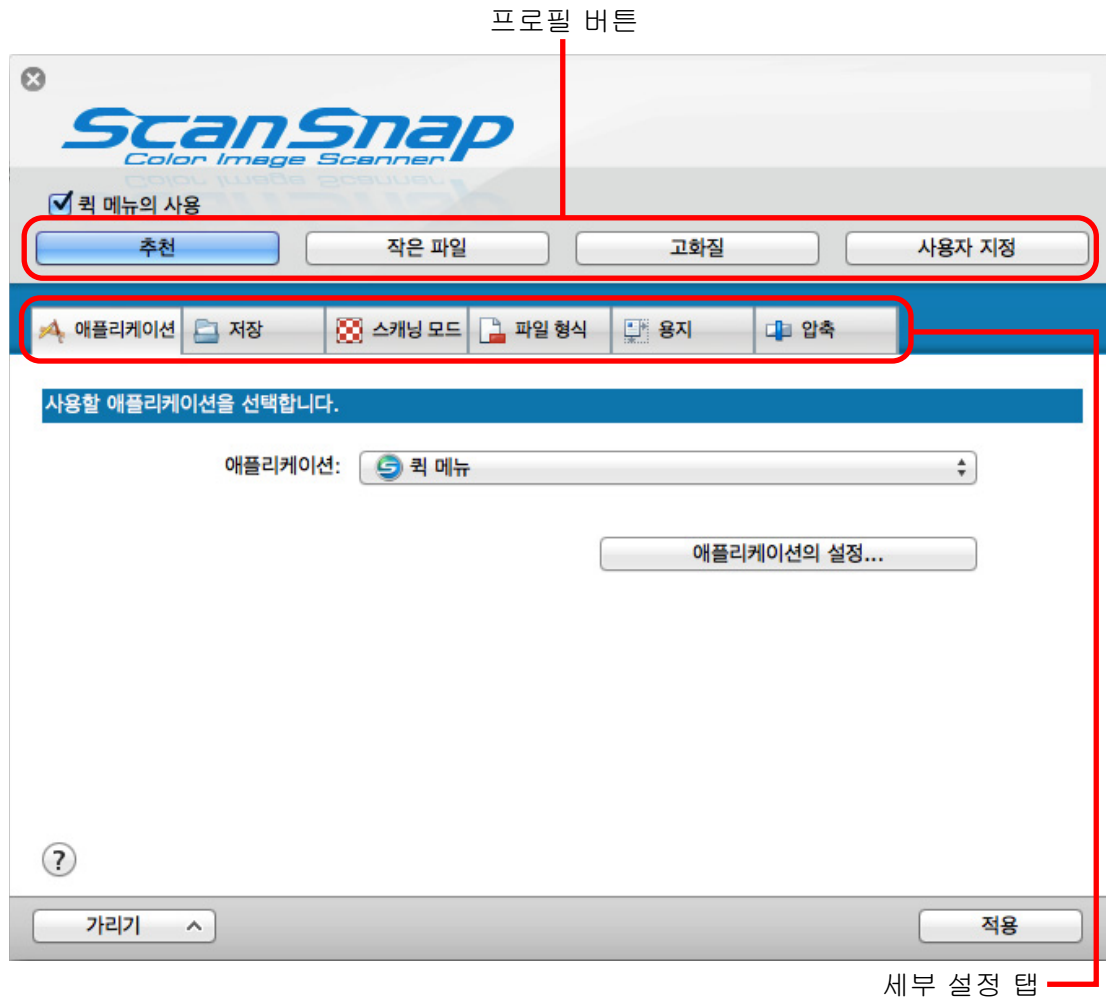 프로필 버튼
ScanSnap
Color Image Scanner
퀵 메뉴의 사용
추천 작은 파일 고화질 사용자 지정
애플리케이션 저장 스캐닝 모드 파일 형식 용지 압축
사용할 애플리케이션을 선택합니다.
애플리케이션: 퀵 메뉴
애플리케이션의 설정...
?
가리기 적용
세부 설정 탭